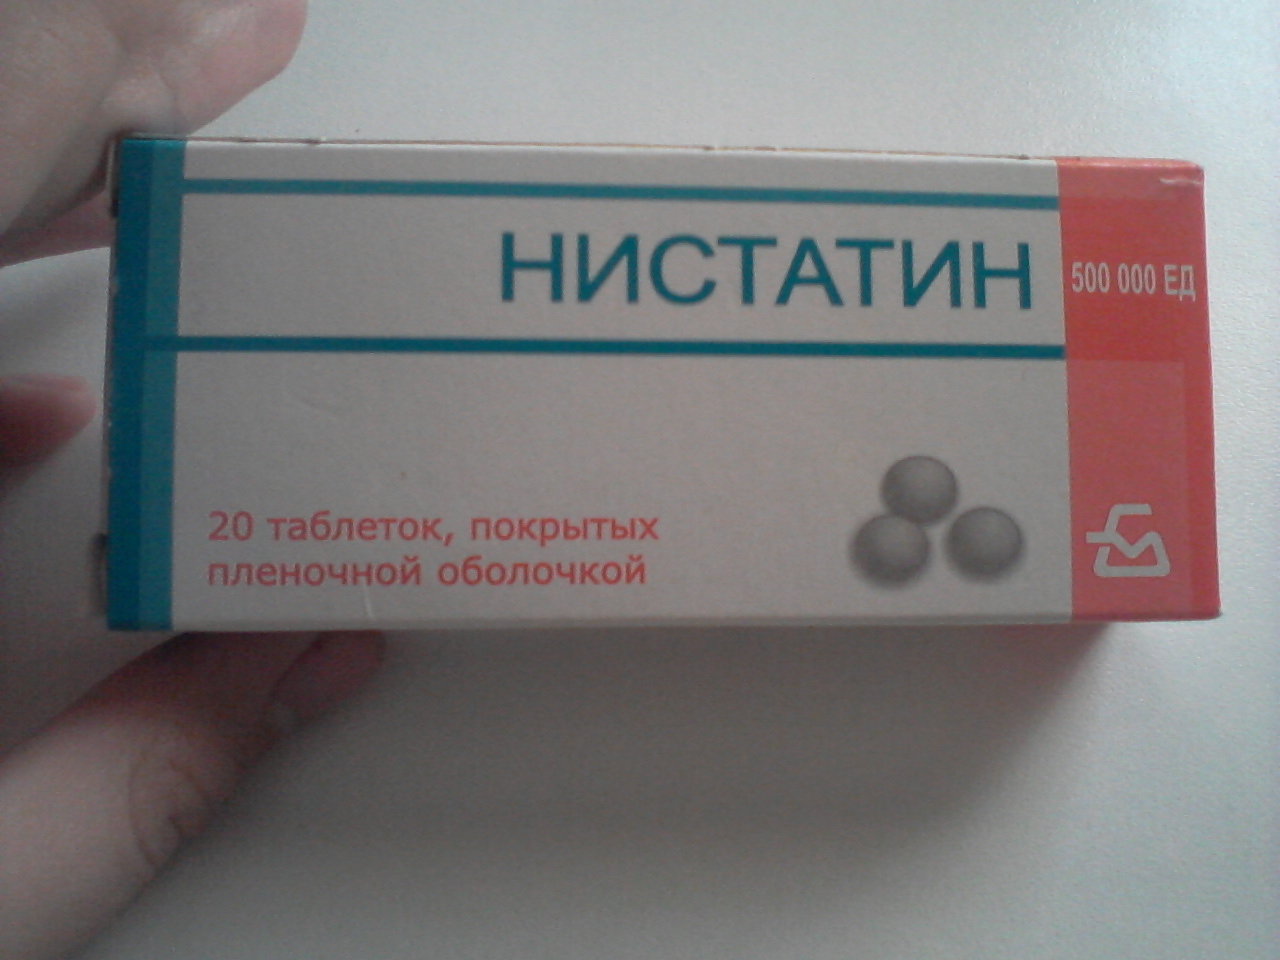 НИСТАТИН
500 000 ЕД
20 таблеток, покрытых
пленочной оболочкой